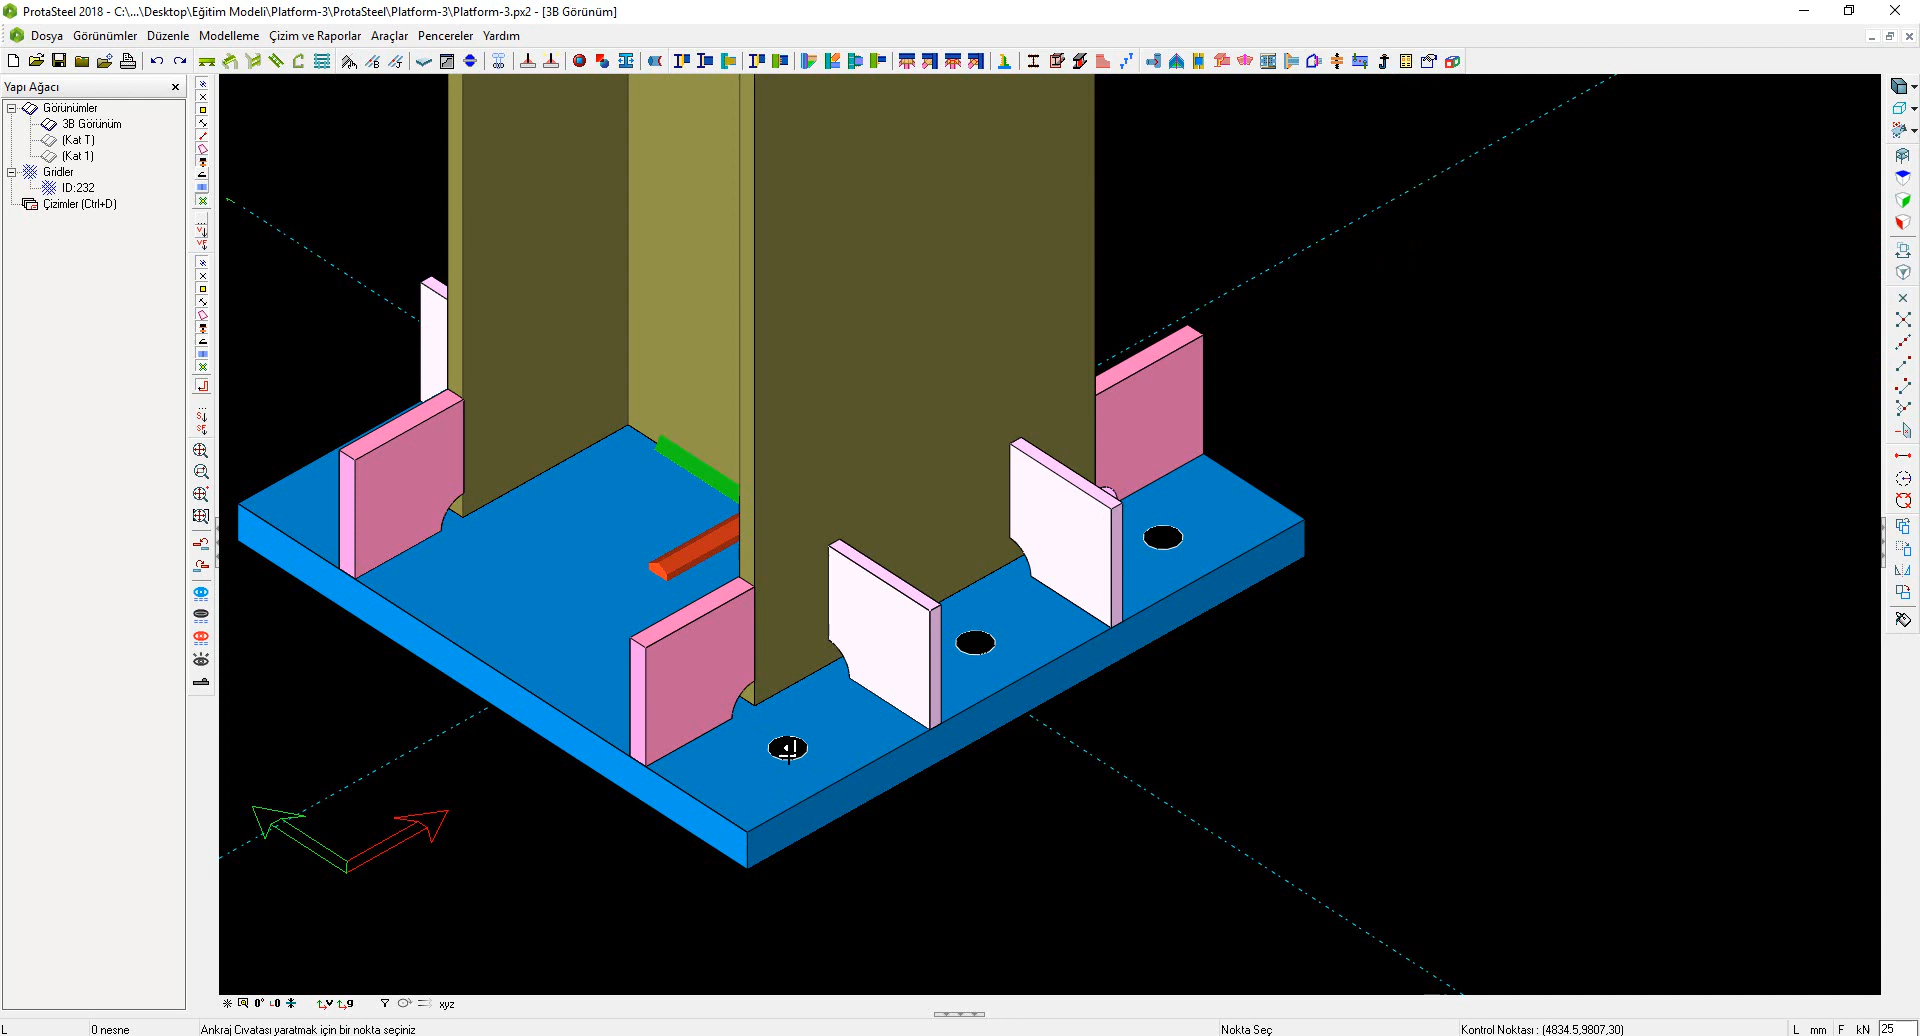 ProtaSteel 2018 - C:\...\Desktop\Eğitim Modeli\Platform-3\ProtaSteel\Platform-3\Platform-3.px2 - [3B Görünüm]
Dosya Görünümler Düzenle Modelleme Çizim ve Raporlar Araçlar Pencereler Yardım
Yapı Ağacı
Görünümler
3B Görünüm
(Kat T)
(Kat 1)
Gridler
ID:232
Çizimler (Ctrl+D)
xyz
L 0 nesne Ankraj Cıvatası yaratmak için bir nokta seçiniz Nokta Seç Kontrol Noktası : (4834.5,9807,30) L mm F kN 25